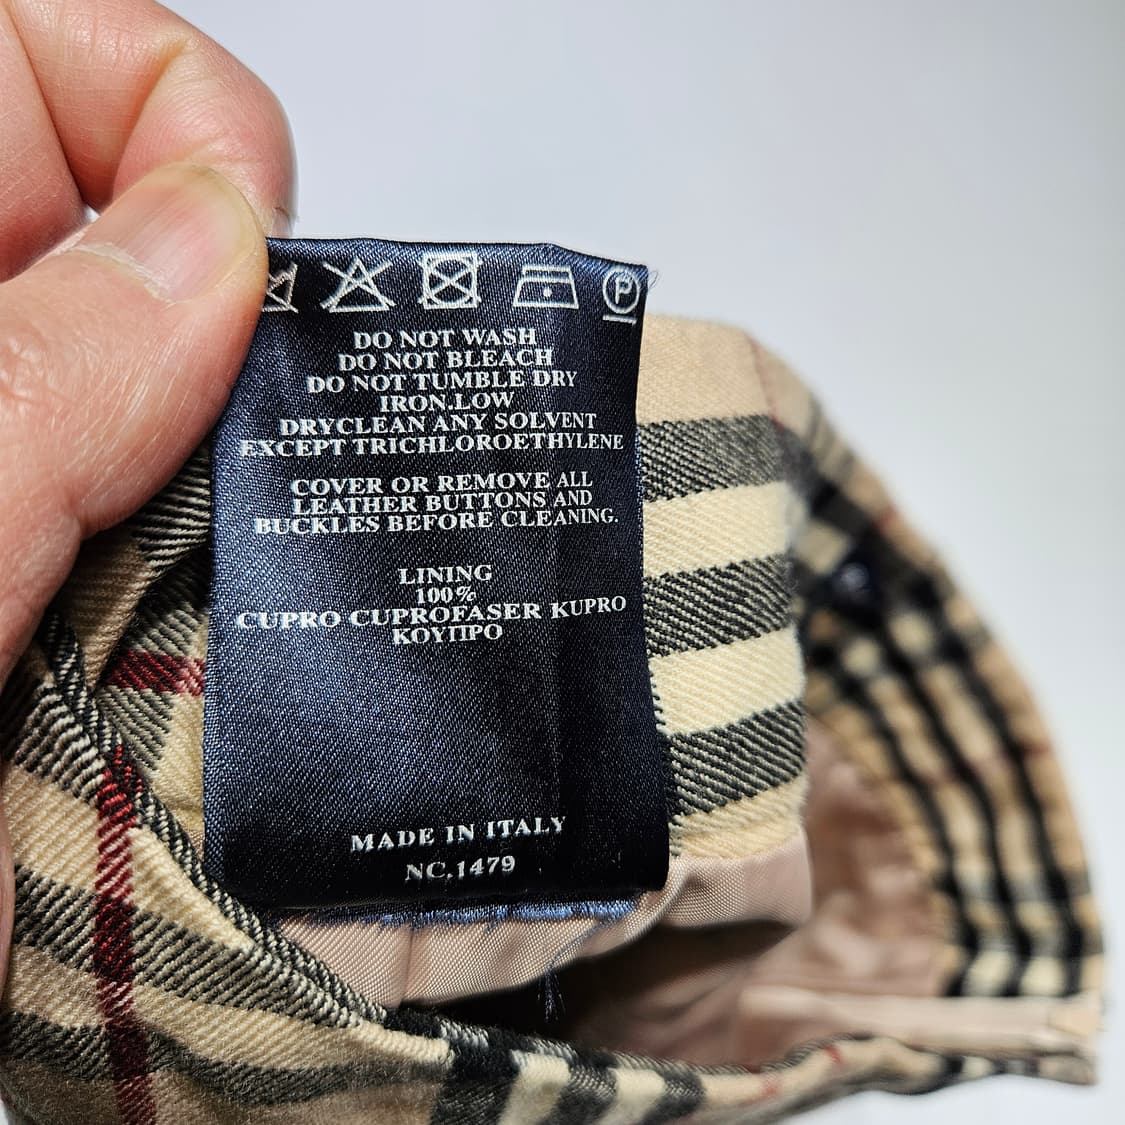 P
DO NOT WASH
DO NOT BLEACH
DO NOT TUMBLE DRY
IRON.LOW
DRYCLEAN ANY SOLVENT
EXCEPT TRICHLOROETHYLENE
COVER OR REMOVE ALL
LEATHER BUTTONS AND
BUCKLES BEFORE CLEANING.
LINING
100%
CUPRO CUPROFASER KUPRO
ΚΟΥΠΡΟ
MADE IN ITALY
NC.1479